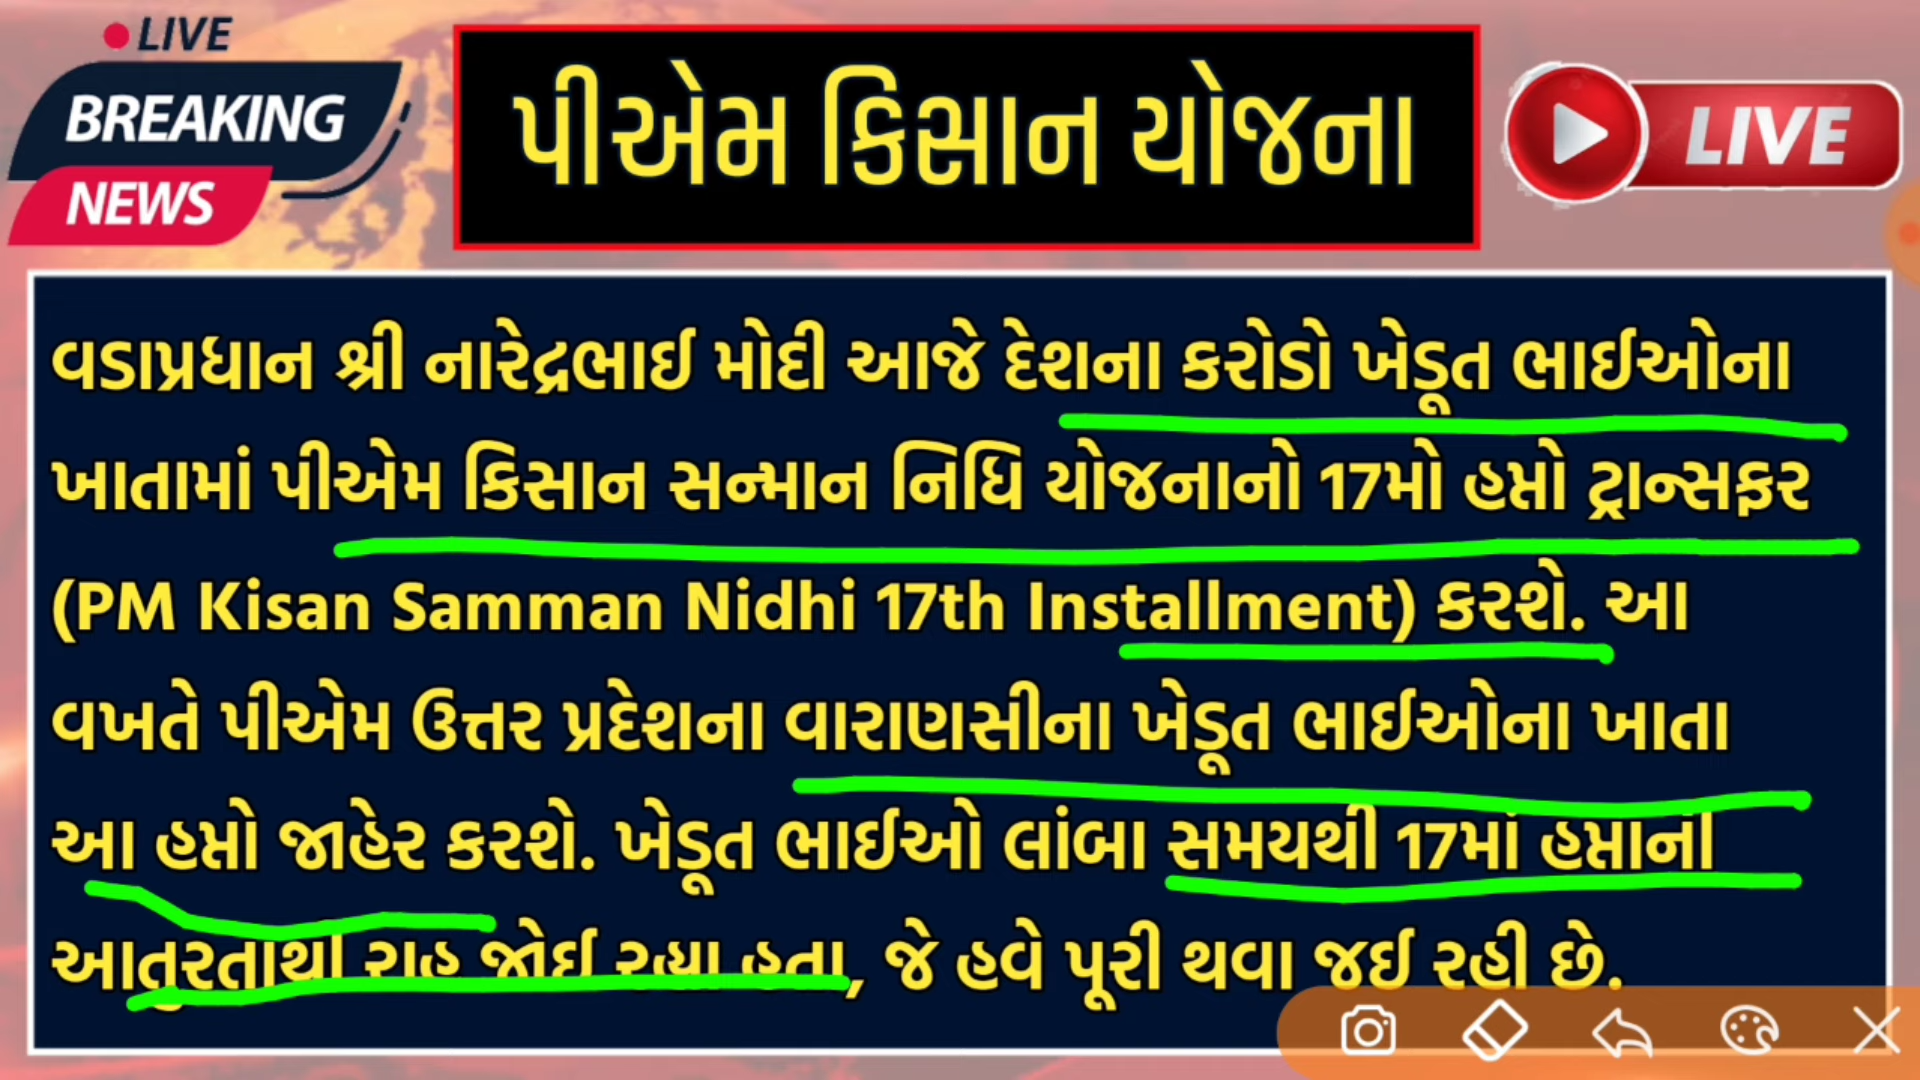 LIVE
BREAKING
NEWS
પીએમ કિસાન યોજના
LIVE
વડાપ્રધાન શ્રી નારેદ્રભાઈ મોદી આજે દેશના કરોડો ખેડૂત ભાઈઓના
ખાતામાં પીએમ કિસાન સન્માન નિધિ યોજનાનો 17મો હપ્તો ટ્રાન્સફર
(PM Kisan Samman Nidhi 17th Installment) કરશે. આ
વખતે પીએમ ઉત્તર પ્રદેશના વારાણસીના ખેડૂત ભાઈઓના ખાતા
આ હપ્તો જાહેર કરશે. ખેડૂત ભાઈઓ લાંબા સમયથી 17માં હપ્તાની
આતુરતાથી રાહ જોઈ રહ્યા હતા, જે હવે પૂરી થવા જઈ રહી છે.